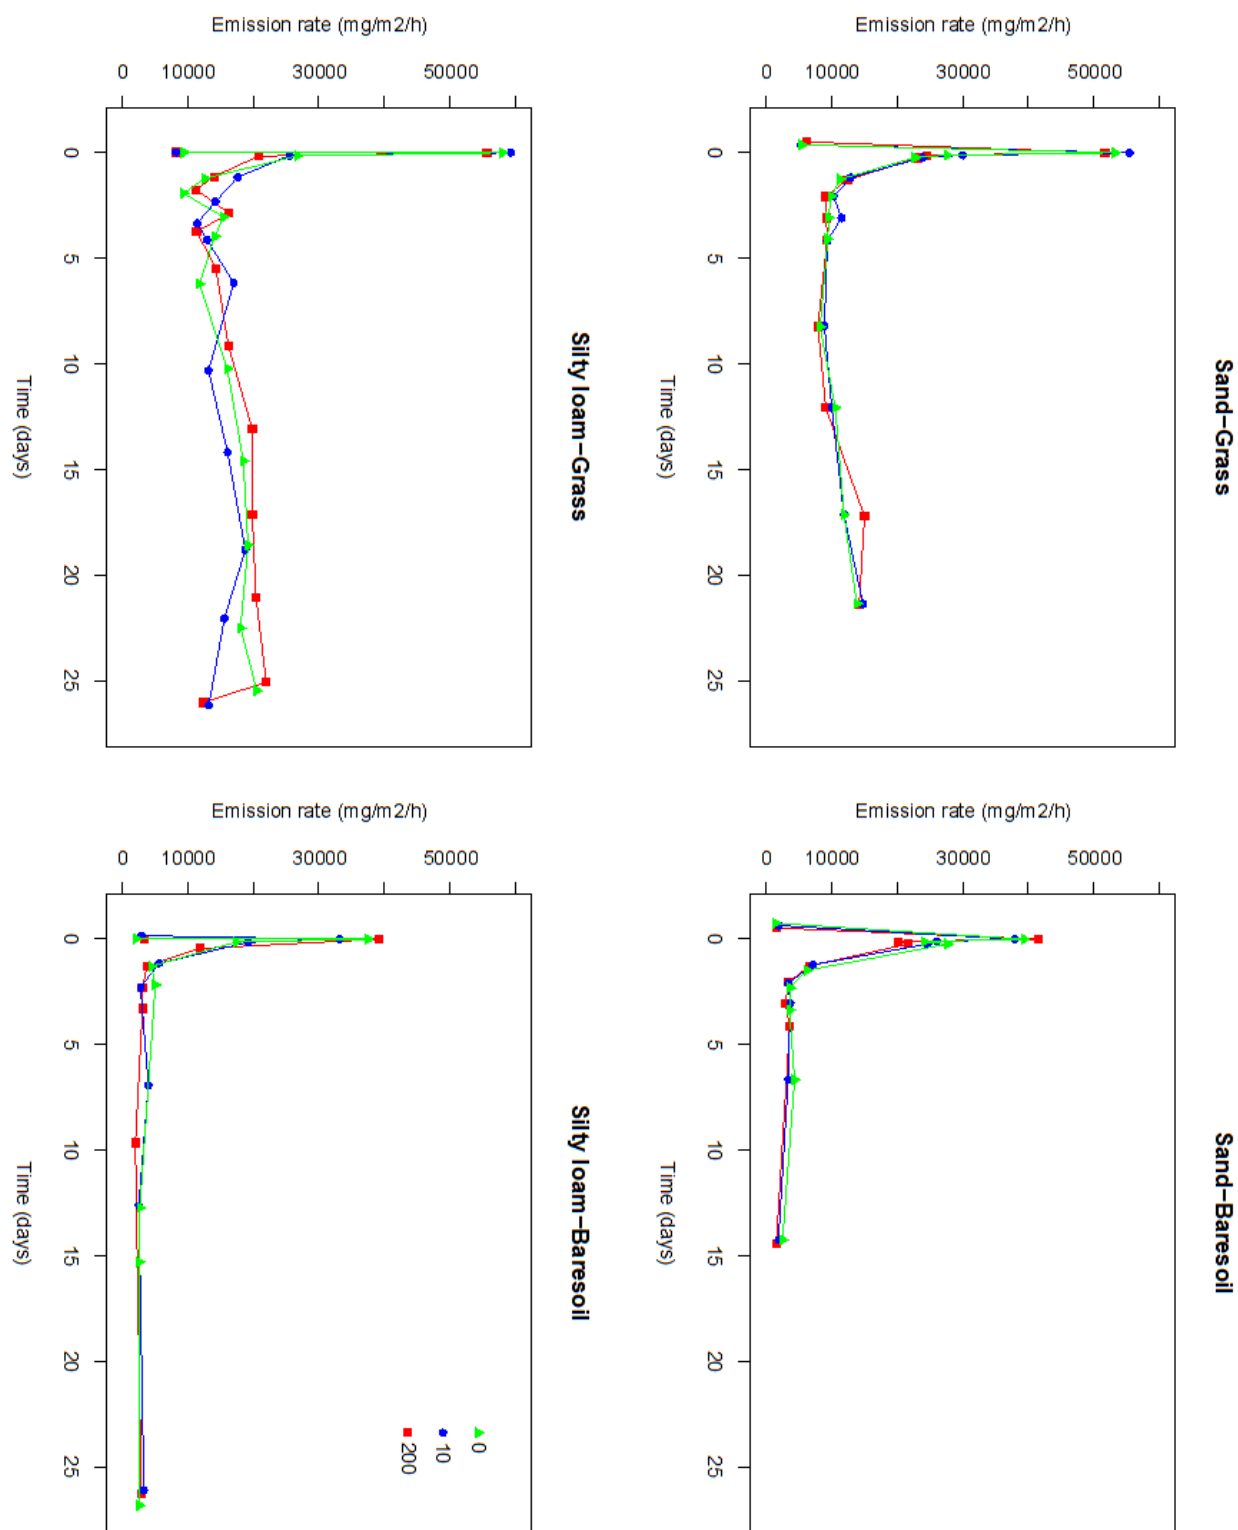 Sand−Grass
Emission rate (mg/m2/h)
0 10000 30000 50000
0 5 10 15 20 25
Time (days)
Sand−Baresoil
Emission rate (mg/m2/h)
0 10000 30000 50000
0 5 10 15 20 25
Time (days)
Silty loam−Grass
Emission rate (mg/m2/h)
0 10000 30000 50000
0 5 10 15 20 25
Time (days)
Silty loam−Baresoil
Emission rate (mg/m2/h)
0 10000 30000 50000
0 5 10 15 20 25
Time (days)
0
10
200